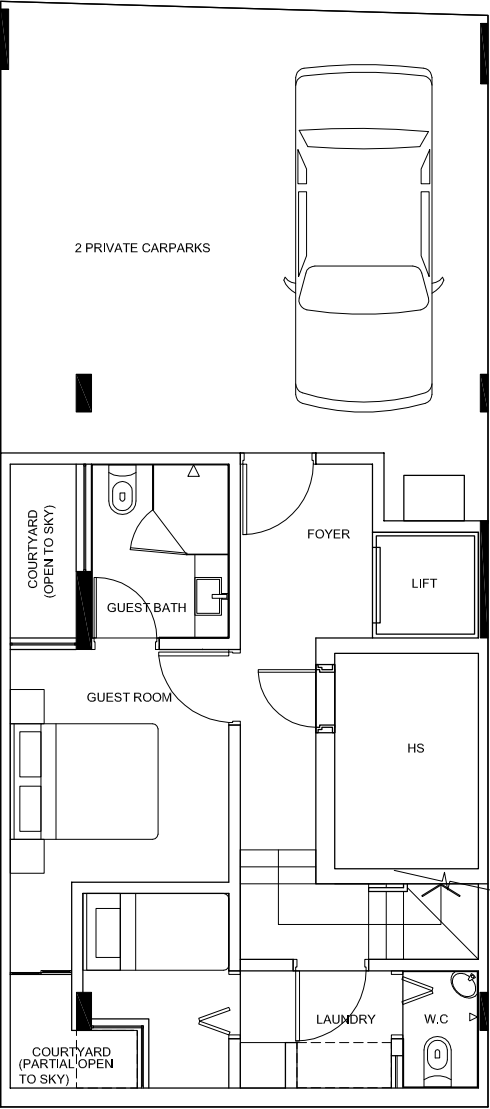 2 PRIVATE CARPARKS
COURTYARD
(OPEN TO SKY)
FOYER
LIFT
GUEST BATH
GUEST ROOM
HS
LAUNDRY
W.C
COURTYARD
(PARTIAL OPEN
TO SKY)